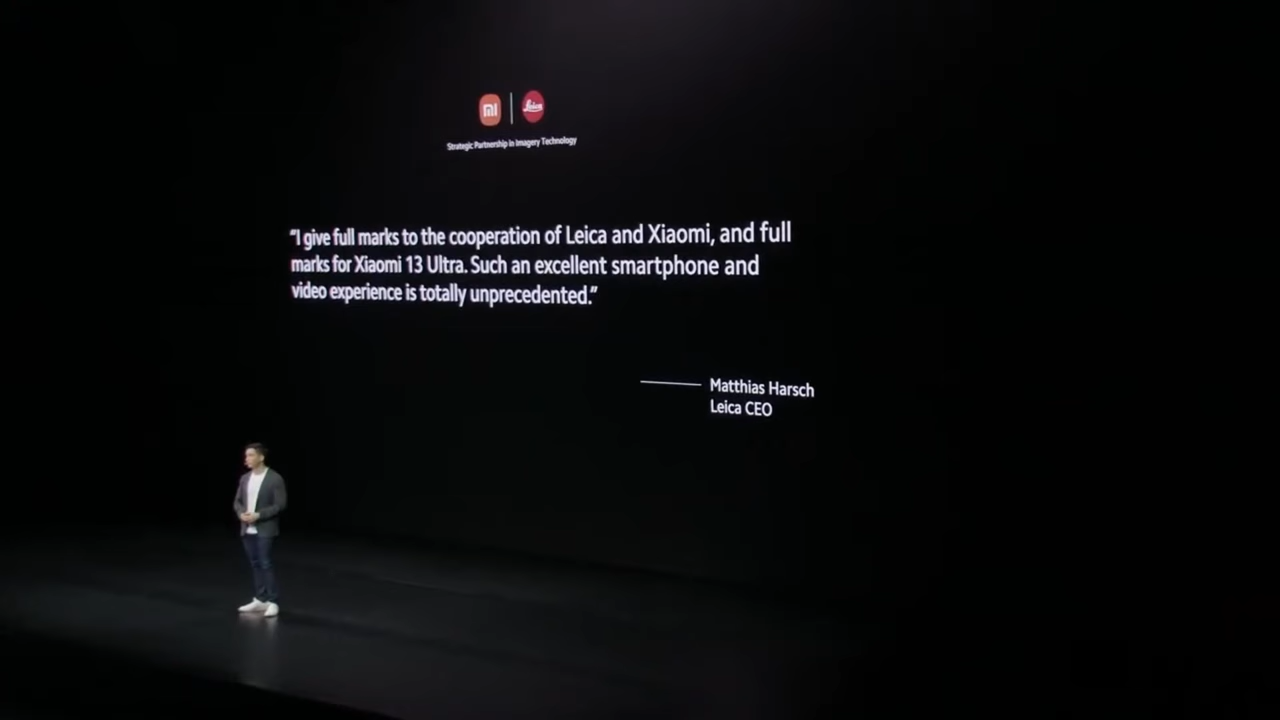 mi
Leica
Strategic Partnership in Imagery Technology
“I give full marks to the cooperation of Leica and Xiaomi, and full
marks for Xiaomi 13 Ultra. Such an excellent smartphone and
video experience is totally unprecedented.”
Matthias Harsch
Leica CEO